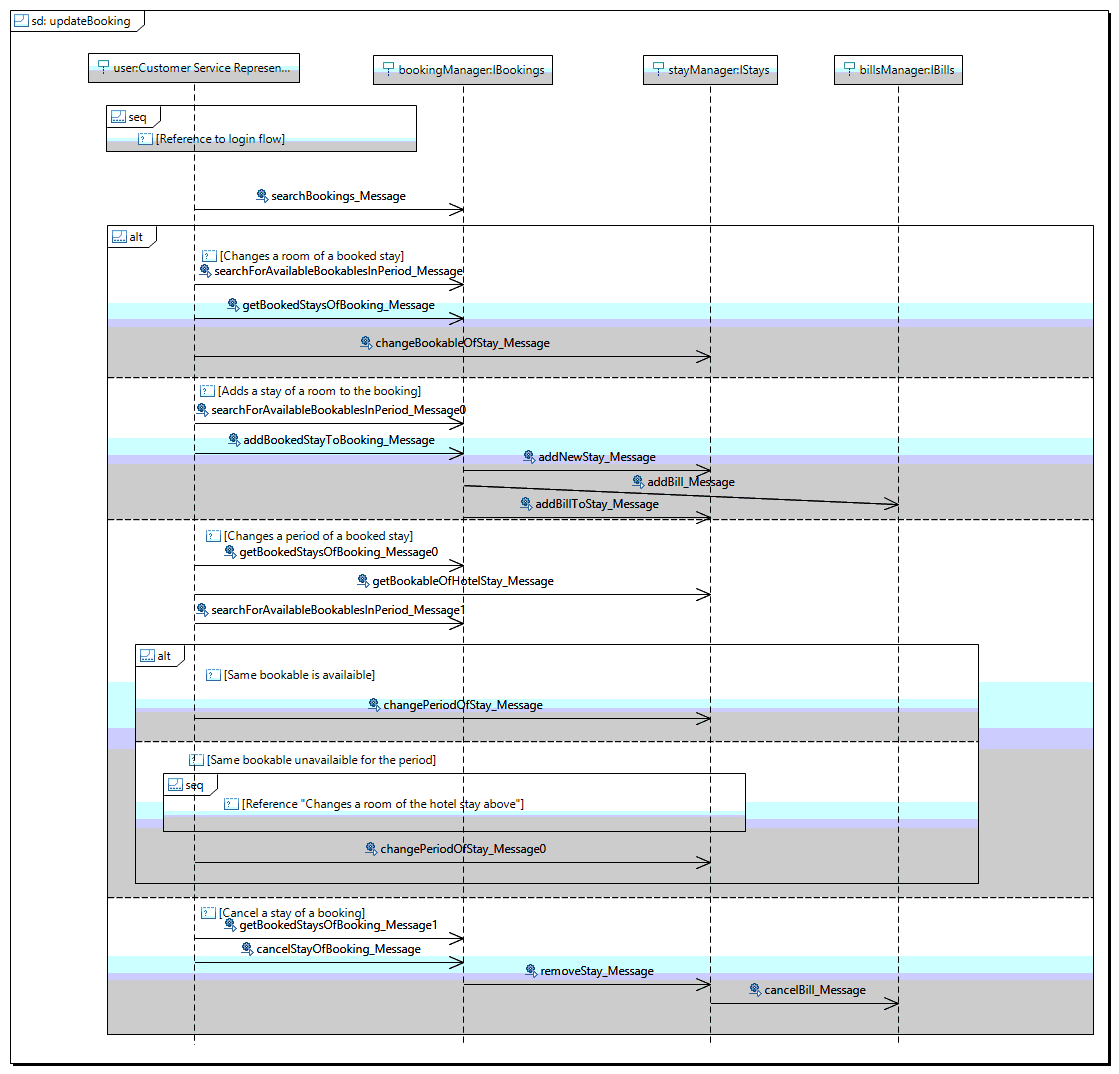 sd: updateBooking
user:Customer Service Represen...
bookingManager:IBookings
stayManager:IStays
billsManager:IBills
seq
[Reference to login flow]
searchBookings_Message
alt
[Changes a room of a booked stay]
searchForAvailableBookablesInPeriod_Message
getBookedStaysOfBooking_Message
changeBookableOfStay_Message
[Adds a stay of a room to the booking]
searchForAvailableBookablesInPeriod_Message0
addBookedStayToBooking_Message
addNewStay_Message
addBill_Message
addBillToStay_Message
[Changes a period of a booked stay]
getBookedStaysOfBooking_Message0
getBookableOfHotelStay_Message
searchForAvailableBookablesInPeriod_Message1
alt
[Same bookable is available]
changePeriodOfStay_Message
[Same bookable unavailaible for the period]
seq
[Reference "Changes a room of the hotel stay above"]
changePeriodOfStay_Message0
[Cancel a stay of a booking]
getBookedStaysOfBooking_Message1
cancelStayOfBooking_Message
removeStay_Message
cancelBill_Message